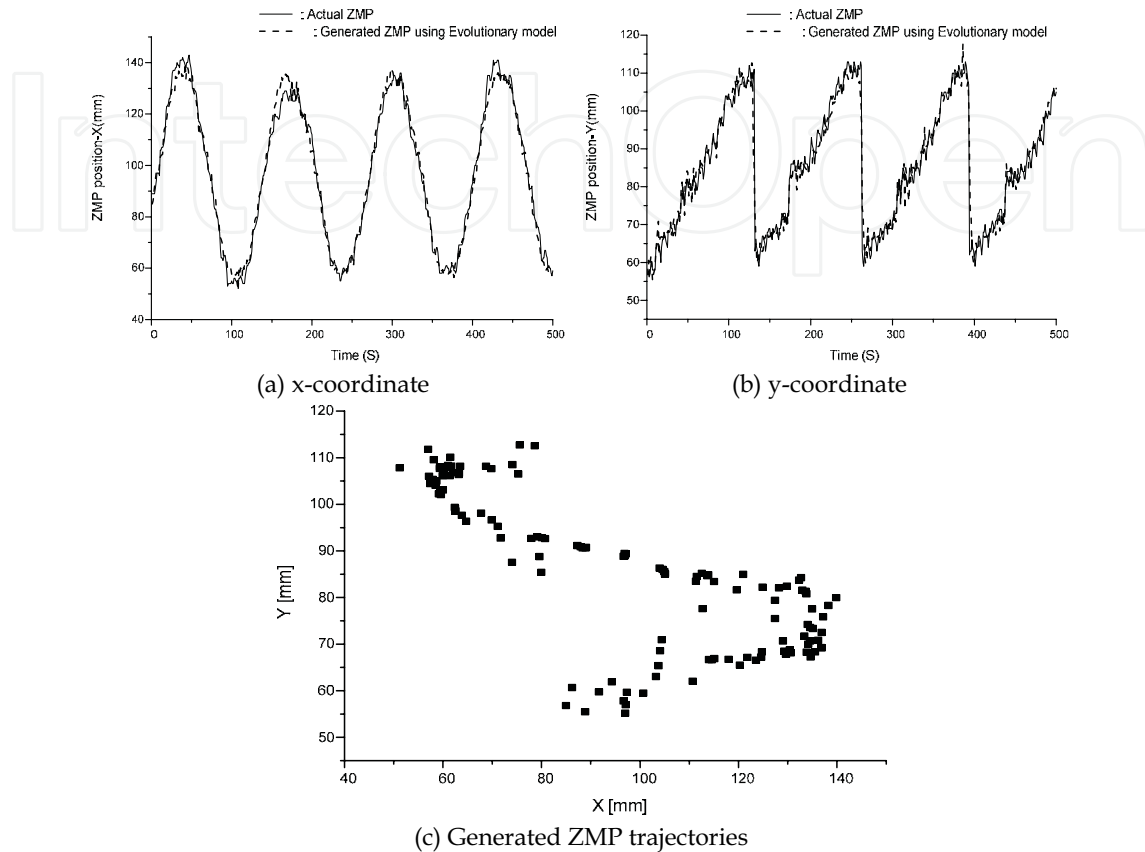 : Actual ZMP
: Generated ZMP using Evolutionary model
ZMP position-X(mm)
140
120
100
80
60
40
0
100
200
300
400
500
Time (S)
(a) x-coordinate
: Actual ZMP
: Generated ZMP using Evolutionary model
ZMP position-Y(mm)
120
110
100
90
80
70
60
50
0
100
200
300
400
500
Time (S)
(b) y-coordinate
Y [mm]
120
110
100
90
80
70
60
50
40
60
80
100
120
140
X [mm]
(c) Generated ZMP trajectories
IntechOpen